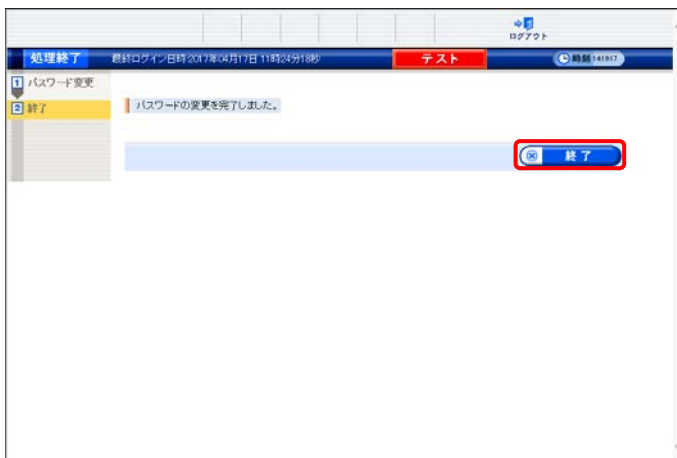 ログアウト
処理終了 最終ログイン日時:2017年04月17日 11時24分18秒 テスト 時刻 141917
1 パスワード変更
2 終了
パスワードの変更を完了しました。
終了